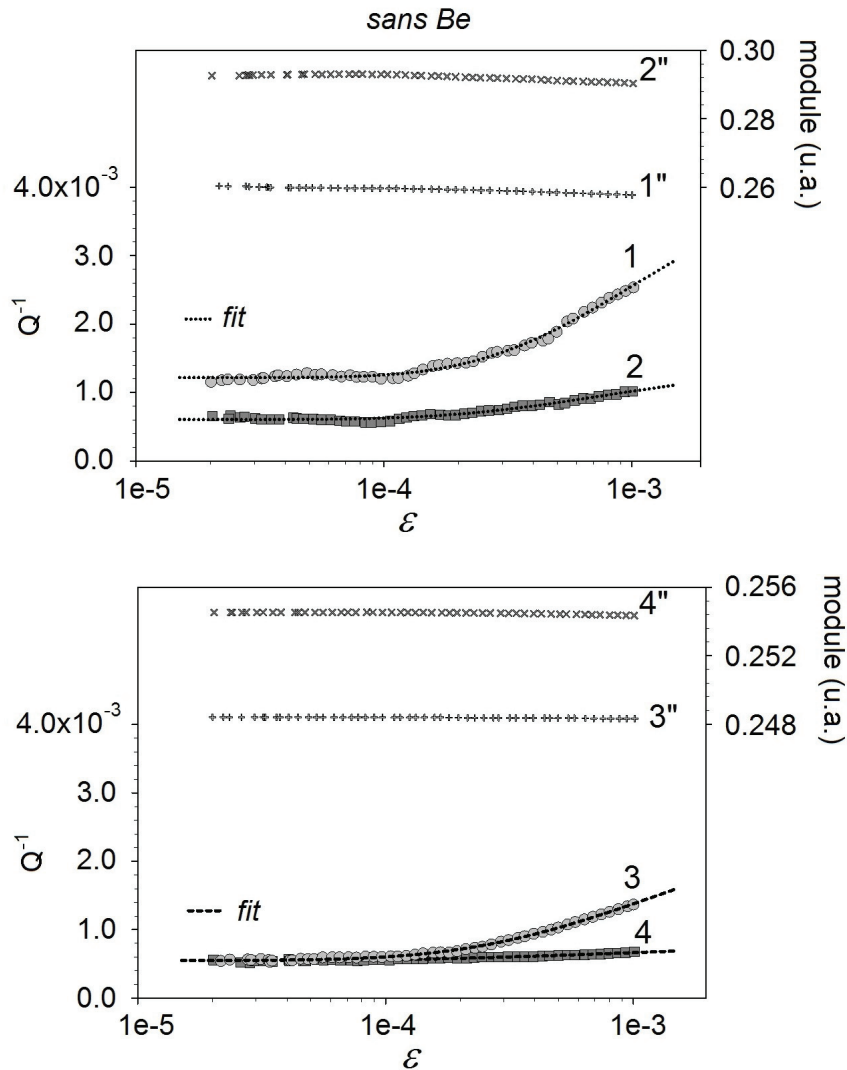 sans Be
0.30
2"
0.28
module (u.a.)
4.0x10⁻³
1"
0.26
3.0
1
Q⁻¹
fit
2.0
2
1.0
0.0
1e-5
1e-4
1e-3
ε
0.256
4"
0.252
module (u.a.)
4.0x10⁻³
3"
0.248
3.0
Q⁻¹
2.0
3
fit
1.0
4
0.0
1e-5
1e-4
1e-3
ε